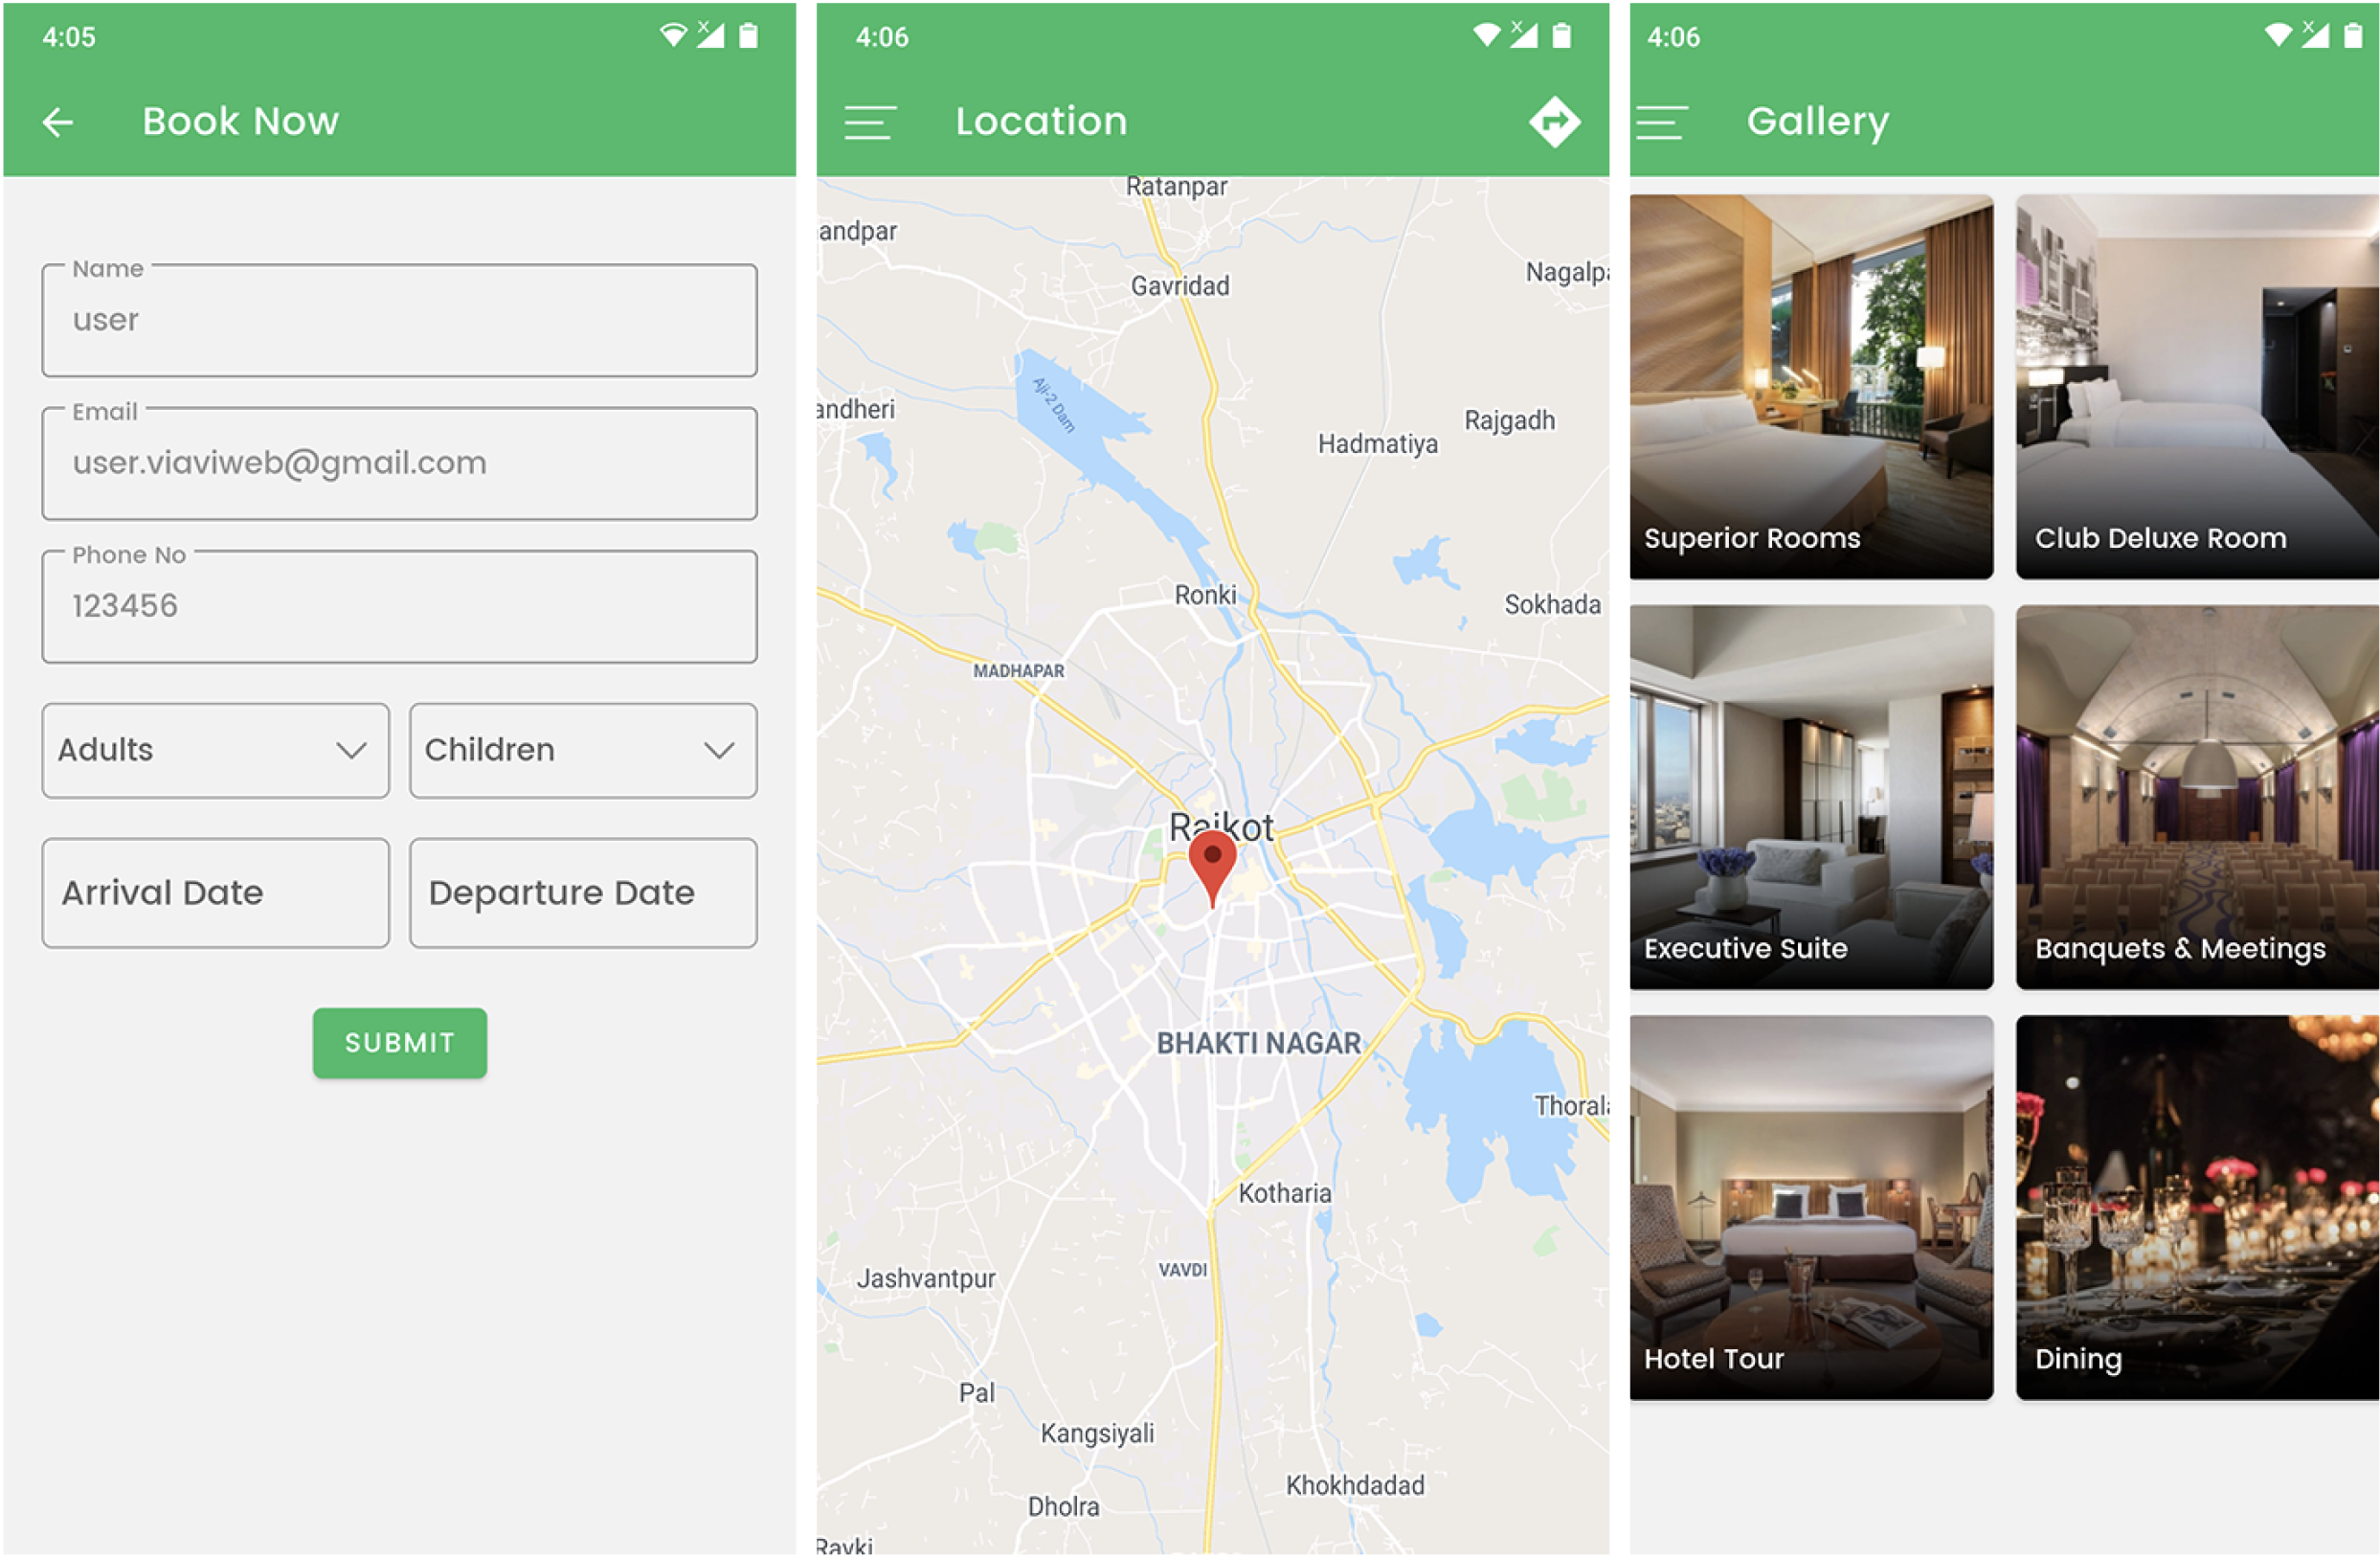 4:05
Book Now
Name
user
Email
user.viaviweb@gmail.com
Phone No
123456
Adults
Children
Arrival Date
Departure Date
SUBMIT
4:06
Location
Ratanpar
andpar
Nagalpa
Gavridad
Aji-2 Dam
andheri
Rajgadh
Hadmatiya
Ronki
Sokhada
MADHAPAR
Rajkot
BHAKTI NAGAR
Thorala
Kotharia
VAVDI
Jashvantpur
Pal
Kangsiyali
Khokhdadad
Dholra
Ravki
4:06
Gallery
Superior Rooms
Club Deluxe Room
Executive Suite
Banquets & Meetings
Hotel Tour
Dining